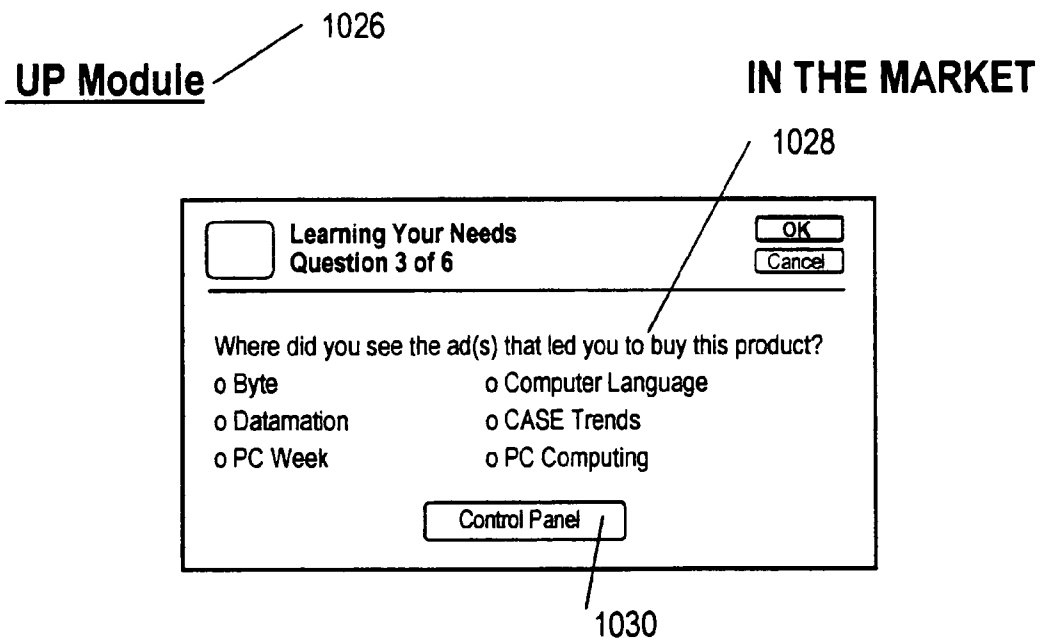 1026
UP Module
IN THE MARKET
1028
Learning Your Needs
Question 3 of 6
OK
Cancel
Where did you see the ad(s) that led you to buy this product?
o Byte
o Computer Language
o Datamation
o CASE Trends
o PC Week
o PC Computing
Control Panel
1030